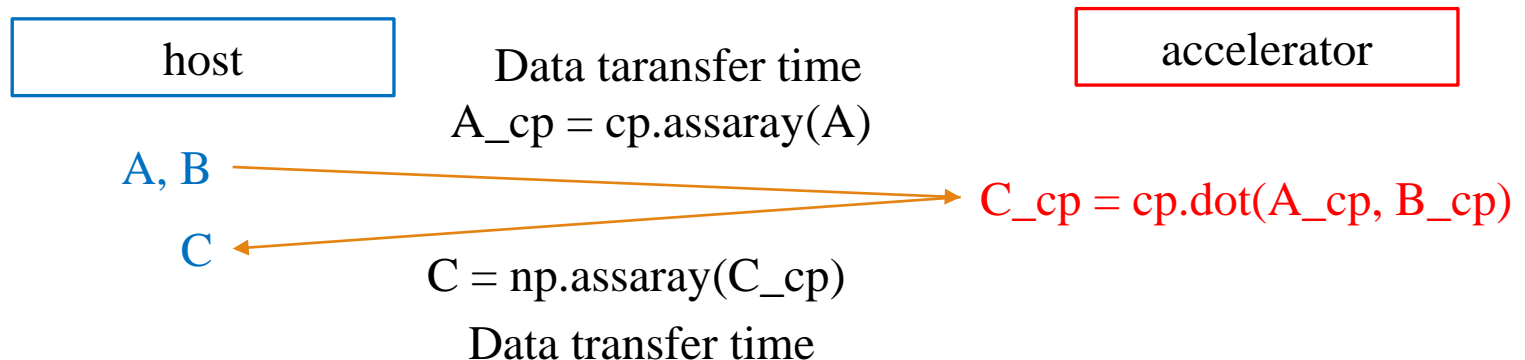 host
Data taransfer time
accelerator
A_cp = cp.assaray(A)
A, B
C_cp = cp.dot(A_cp, B_cp)
C
C = np.assaray(C_cp)
Data transfer time